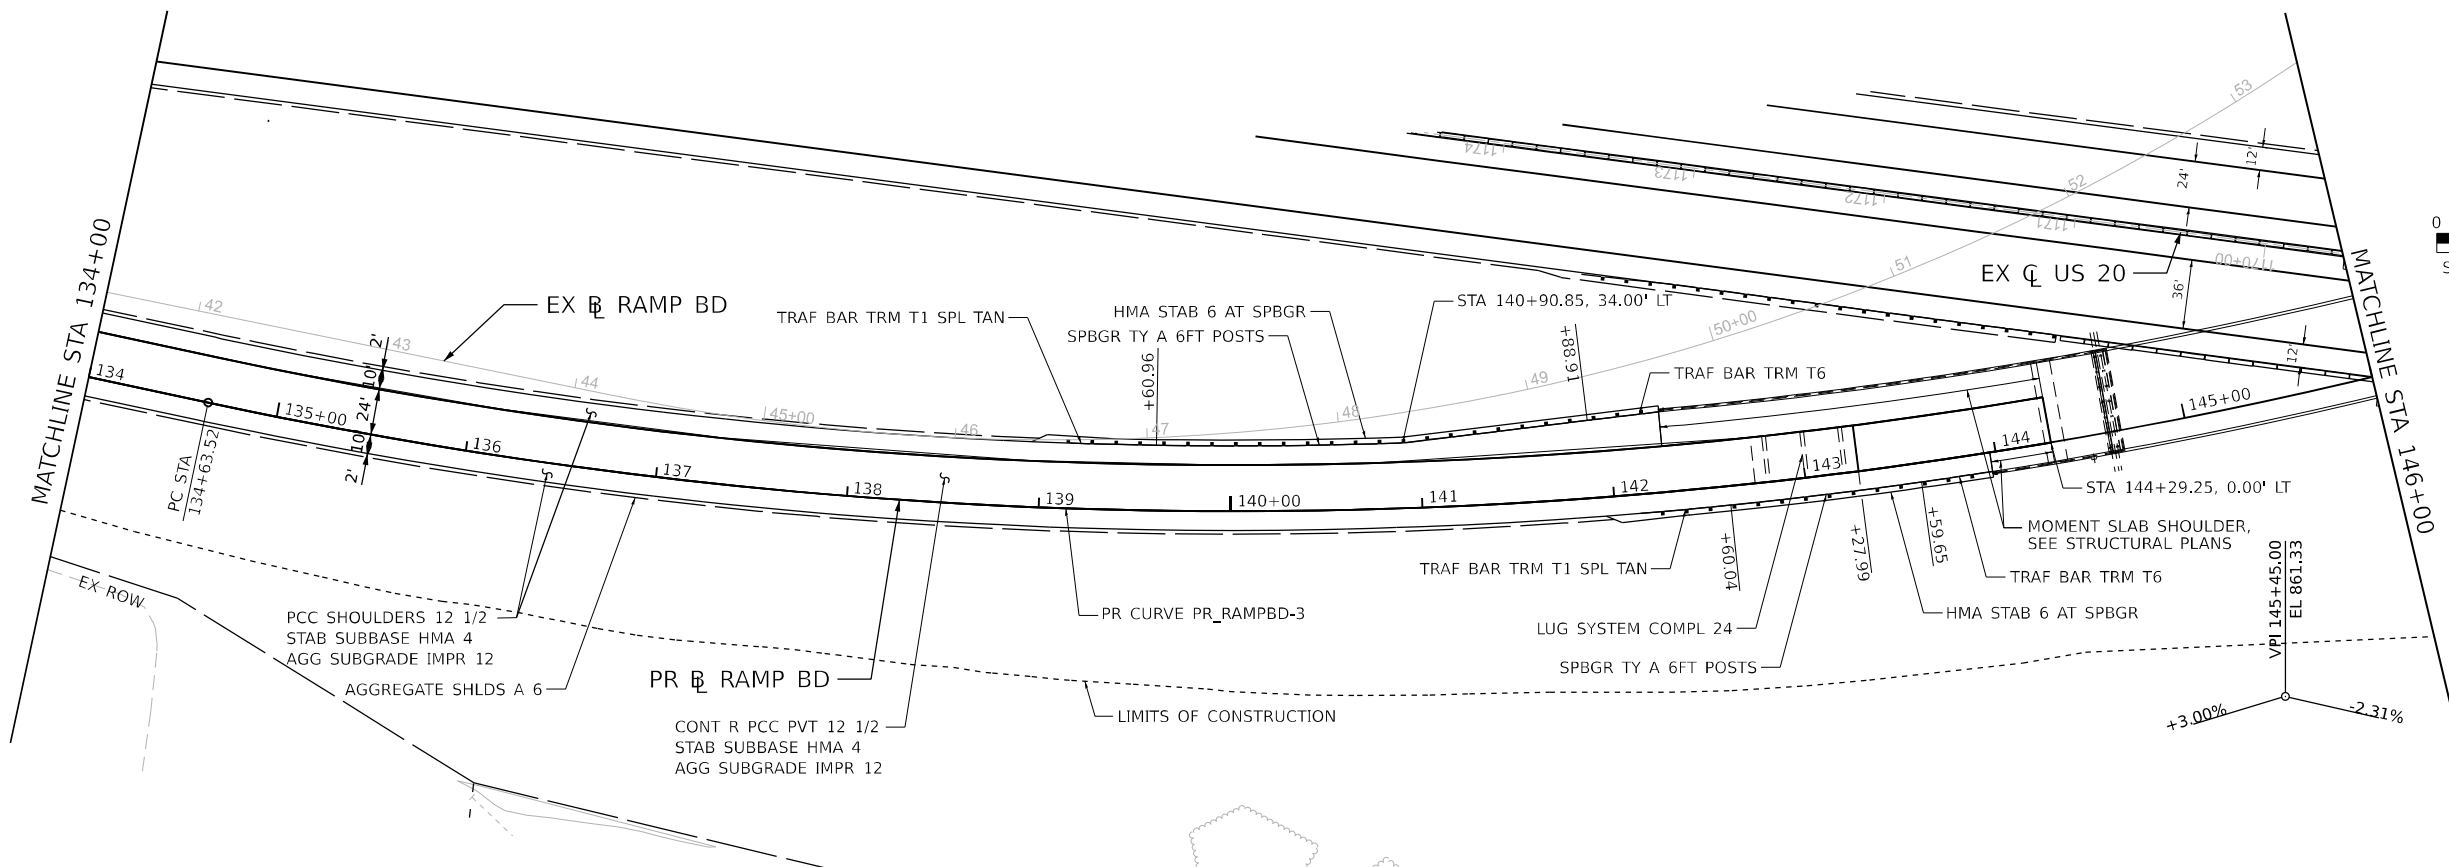 MATCHLINE STA 134+00
MATCHLINE STA 146+00
53
12'
24'
1174
1173
1172
1171
1170+00
52
51
50+00
49
48
47
46
45+00
44
43
42
EX ℄ US 20
36'
12'
0
S
EX BL RAMP BD
TRAF BAR TRM T1 SPL TAN
HMA STAB 6 AT SPBGR
SPBGR TY A 6FT POSTS
STA 140+90.85, 34.00' LT
+60.96
+88.91
TRAF BAR TRM T6
2'
10'
24'
10'
2'
134
135+00
136
137
138
139
140+00
141
142
143
144
145+00
PC STA
134+63.52
STA 144+29.25, 0.00' LT
MOMENT SLAB SHOULDER,
SEE STRUCTURAL PLANS
+60.04
+27.99
+59.65
TRAF BAR TRM T1 SPL TAN
TRAF BAR TRM T6
HMA STAB 6 AT SPBGR
LUG SYSTEM COMPL 24
SPBGR TY A 6FT POSTS
EX ROW
PCC SHOULDERS 12 1/2
STAB SUBBASE HMA 4
AGG SUBGRADE IMPR 12
AGGREGATE SHLDS A 6
PR BL RAMP BD
PR CURVE PR_RAMPBD-3
CONT R PCC PVT 12 1/2
STAB SUBBASE HMA 4
AGG SUBGRADE IMPR 12
LIMITS OF CONSTRUCTION
VPI 145+45.00
EL 861.33
+3.00%
-2.31%